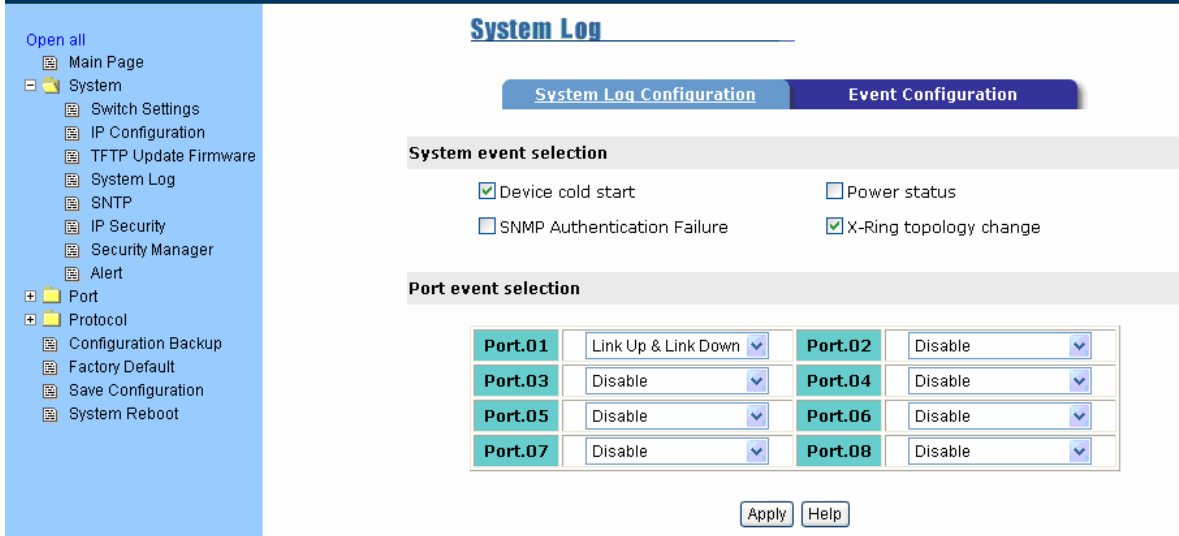 Open all
Main Page
System
Switch Settings
IP Configuration
TFTP Update Firmware
System Log
SNTP
IP Security
Security Manager
Alert
Port
Protocol
Configuration Backup
Factory Default
Save Configuration
System Reboot
System Log
System Log Configuration Event Configuration
System event selection
Device cold start Power status
SNMP Authentication Failure X-Ring topology change
Port event selection
Port.01 Link Up & Link Down Port.02 Disable
Port.03 Disable Port.04 Disable
Port.05 Disable Port.06 Disable
Port.07 Disable Port.08 Disable
Apply Help